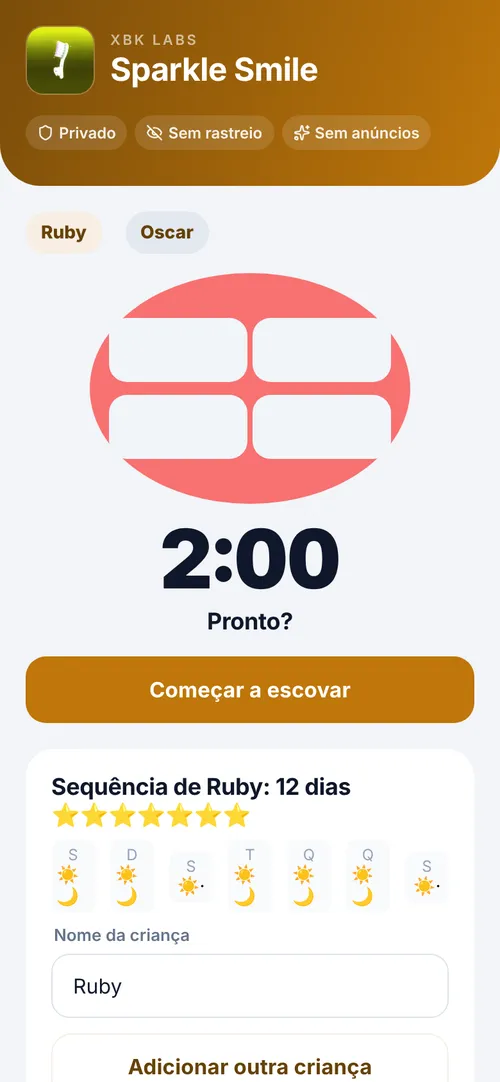 XBK LABS
Sparkle Smile
Privado
Sem rastreio
Sem anúncios
Ruby
Oscar
2:00
Pronto?
Começar a escovar
Sequência de Ruby: 12 dias
⭐⭐⭐⭐⭐⭐⭐
S D S T Q Q S
☀️🌙 ☀️🌙 ☀️· ☀️🌙 ☀️🌙 ☀️🌙 ☀️·
Nome da criança
Ruby
Adicionar outra criança